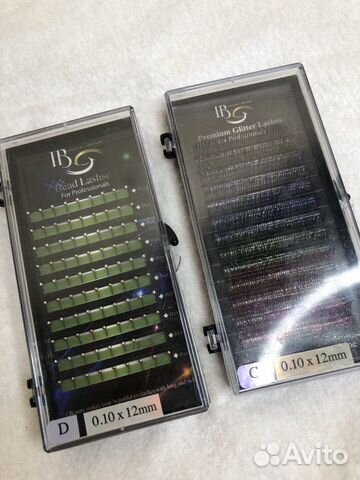 IB
Bead Lashse
For Professionals
D
0.10 x 12mm
IB
Premium Glitter Lashes
For Professionals
C
0.10 x 12mm
Avito